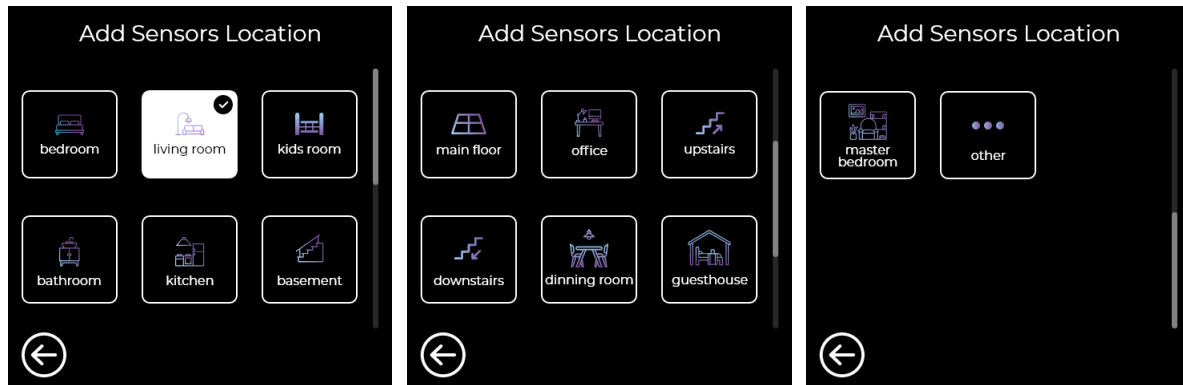 Add Sensors Location
bedroom
living room
kids room
bathroom
kitchen
basement
Add Sensors Location
main floor
office
upstairs
downstairs
dinning room
guesthouse
Add Sensors Location
master
bedroom
other